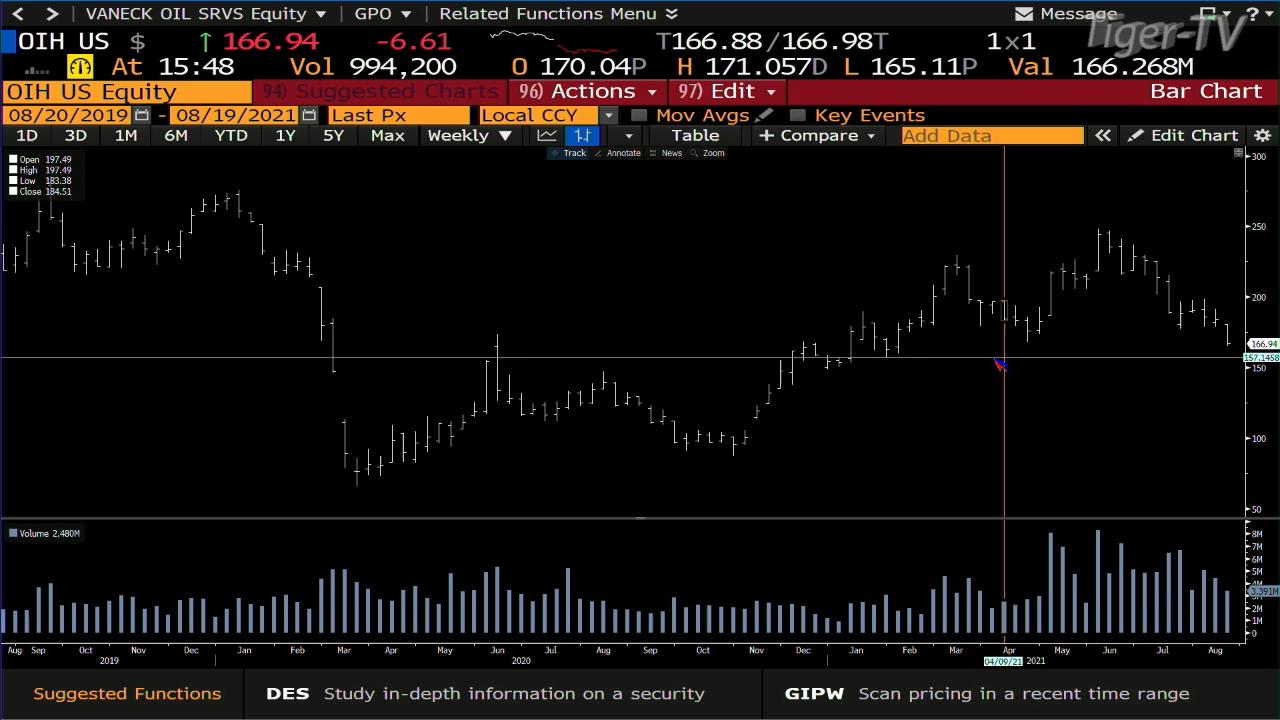 < > VANECK OIL SRVS Equity ▼ GPO ▼ Related Functions Menu Message ?
Tiger-TV
OIH US $ ↑ 166.94 -6.61 T166.88/166.98T 1x1
At 15:48 Vol 994,200 O 170.04P H 171.057D L 165.11P Val 166.268M
OIH US Equity 94) Suggested Charts 96) Actions 97) Edit Bar Chart
08/20/2019 - 08/19/2021 Last Px Local CCY Mov Avgs Key Events
1D 3D 1M 6M YTD 1Y 5Y Max Weekly ▼ Table + Compare Add Data « Edit Chart
Track Annotate News Zoom
Open 197.49
High 197.49
Low 183.38
Close 184.51
300
250
200
166.94
157.1458
150
100
50
Volume 2.480M
8M
7M
6M
5M
4M
3.391M
2M
1M
0
Aug Sep Oct Nov Dec Jan Feb Mar Apr May Jun Jul Aug Sep Oct Nov Dec Jan Feb Mar Apr May Jun Jul Aug
2019 2020 04/09/21 2021
Suggested Functions DES Study in-depth information on a security GIPW Scan pricing in a recent time range